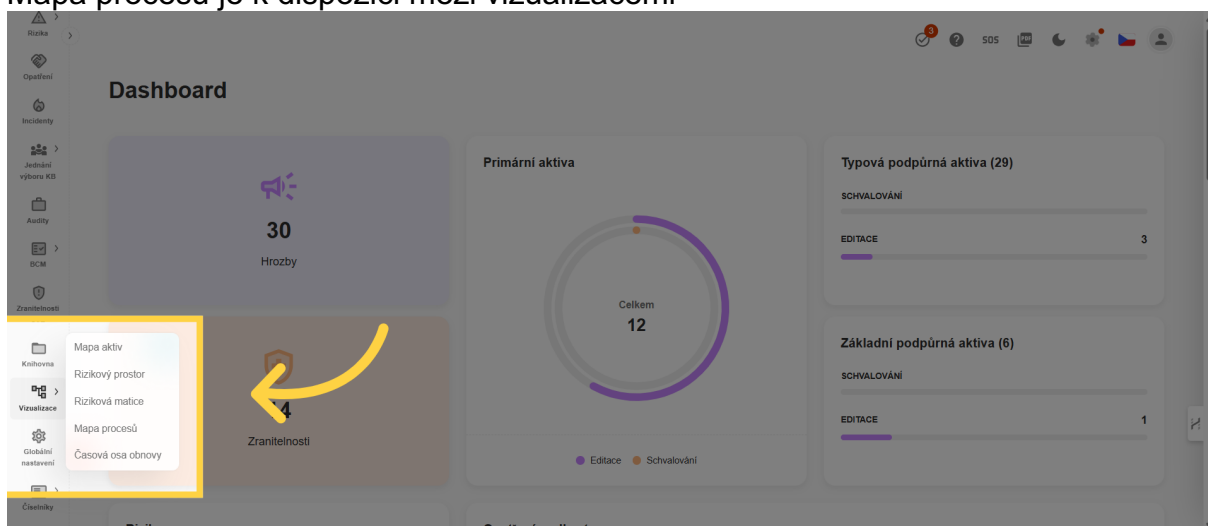 Mapa procesů je k dispozici mezi vizualizacemi
Rizika
Opatření
Incidenty
Jednání
výboru KB
Audity
BCM
Zranitelnosti
Knihovna
Vizualizace
Globální
nastavení
Číselníky
Mapa aktiv
Rizikový prostor
Riziková matice
Mapa procesů
Časová osa obnovy
3
SOS
PDF
Dashboard
30
Hrozby
Zranitelnosti
Primární aktiva
Celkem
12
Editace
Schvalování
Typová podpůrná aktiva (29)
SCHVALOVÁNÍ
EDITACE 3
Základní podpůrná aktiva (6)
SCHVALOVÁNÍ
EDITACE 1